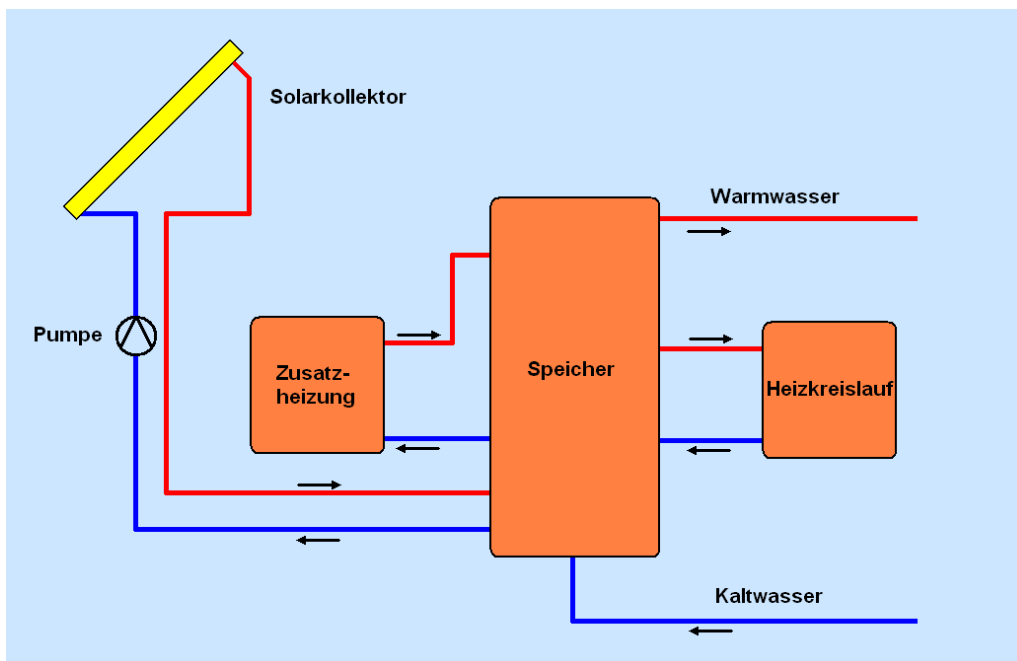 Solarkollektor
Warmwasser
Pumpe
Zusatz-
heizung
Speicher
Heizkreislauf
Kaltwasser